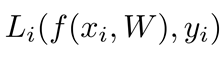 L_i(f(x_i, W), y_i)